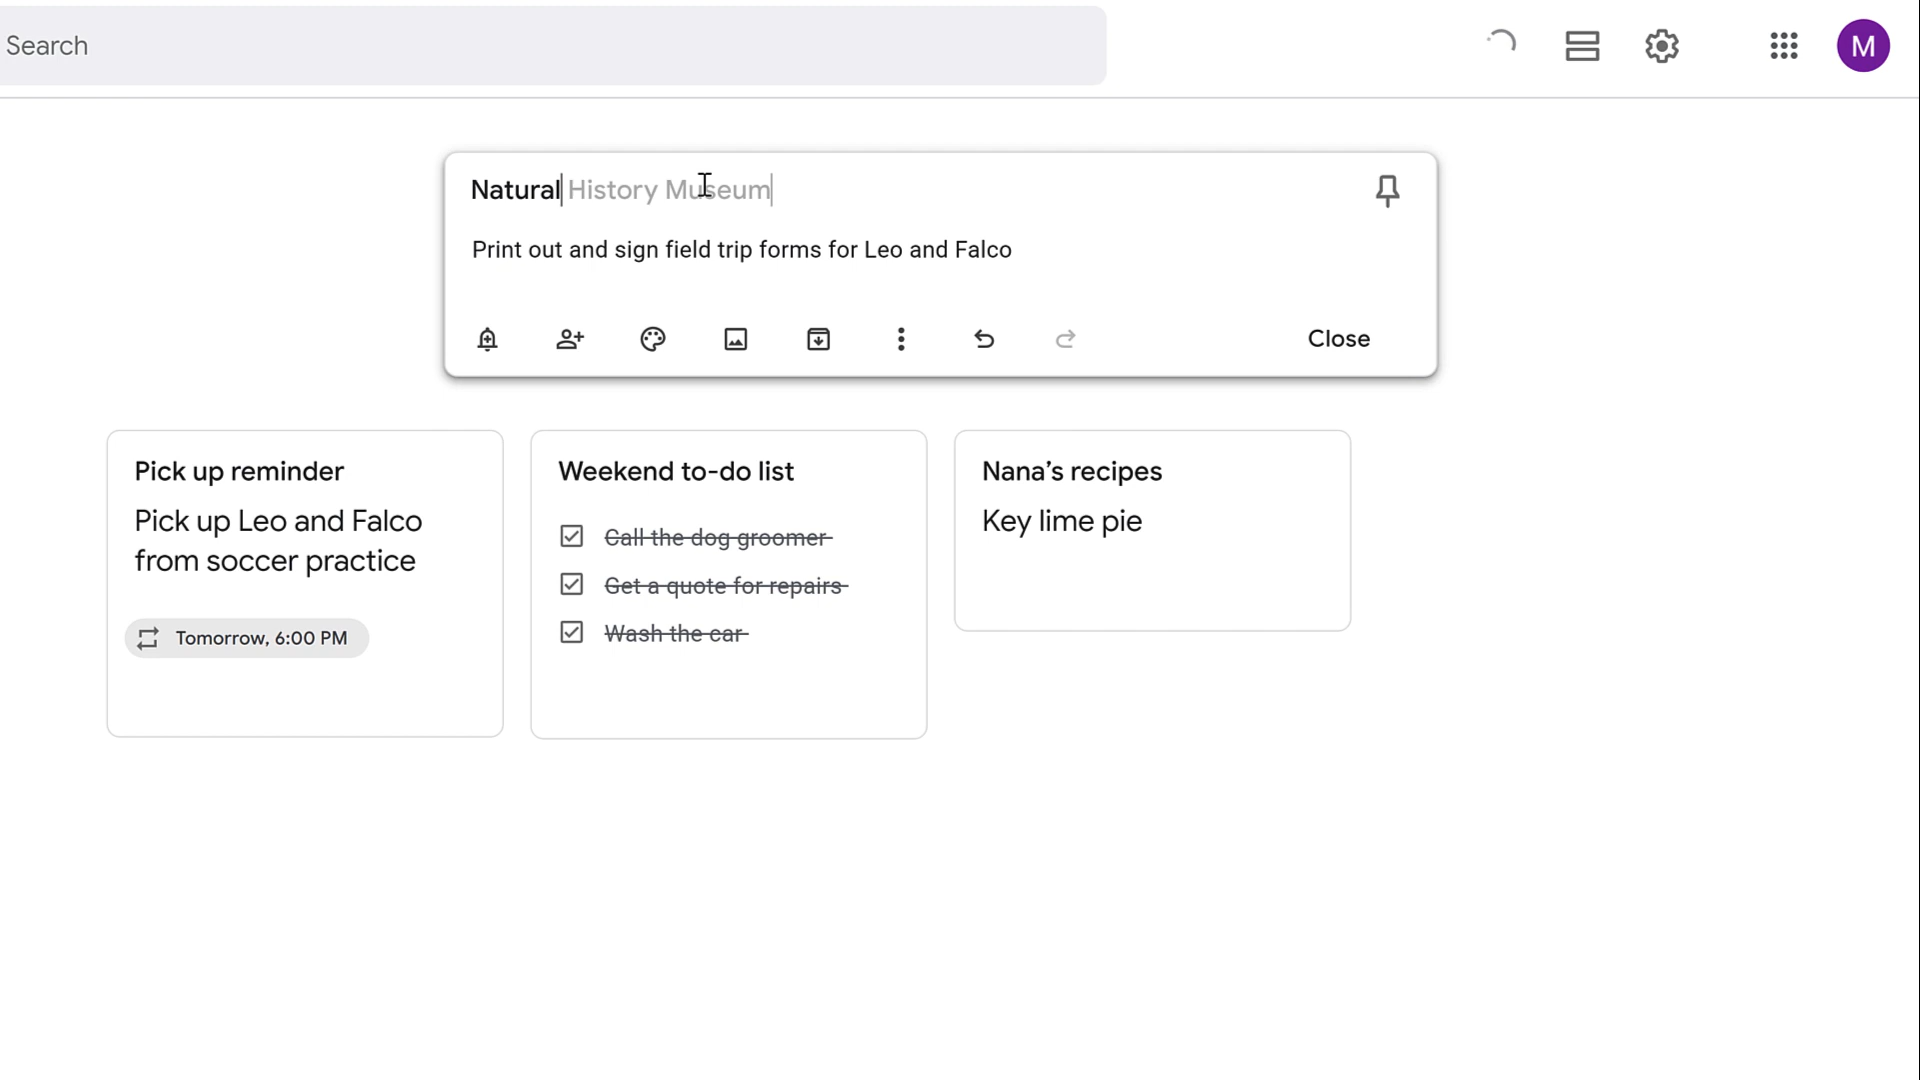 Search
M
Natural History Museum
Print out and sign field trip forms for Leo and Falco
Close
Pick up reminder
Pick up Leo and Falco
from soccer practice
Tomorrow, 6:00 PM
Weekend to-do list
Call the dog groomer
Get a quote for repairs
Wash the car
Nana’s recipes
Key lime pie